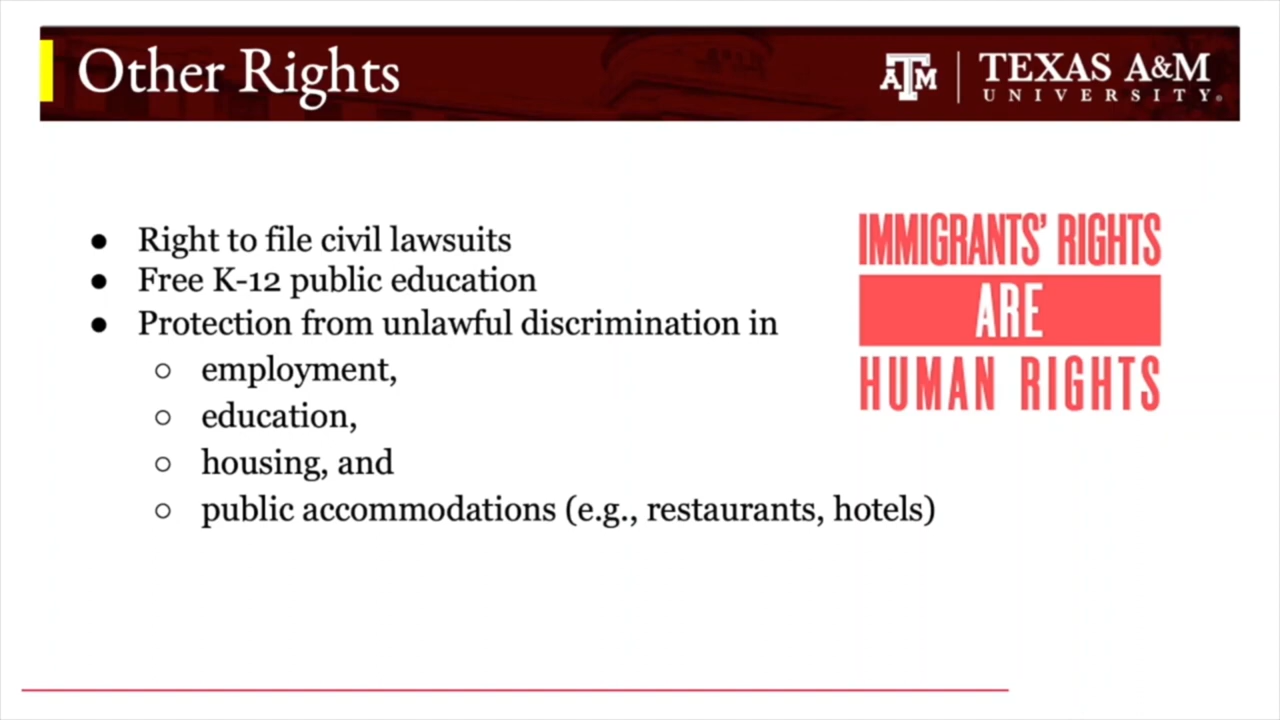 Other Rights
ATM
TEXAS A&M
UNIVERSITY®
● Right to file civil lawsuits
● Free K-12 public education
● Protection from unlawful discrimination in
○ employment,
○ education,
○ housing, and
○ public accommodations (e.g., restaurants, hotels)
IMMIGRANTS' RIGHTS
ARE
HUMAN RIGHTS